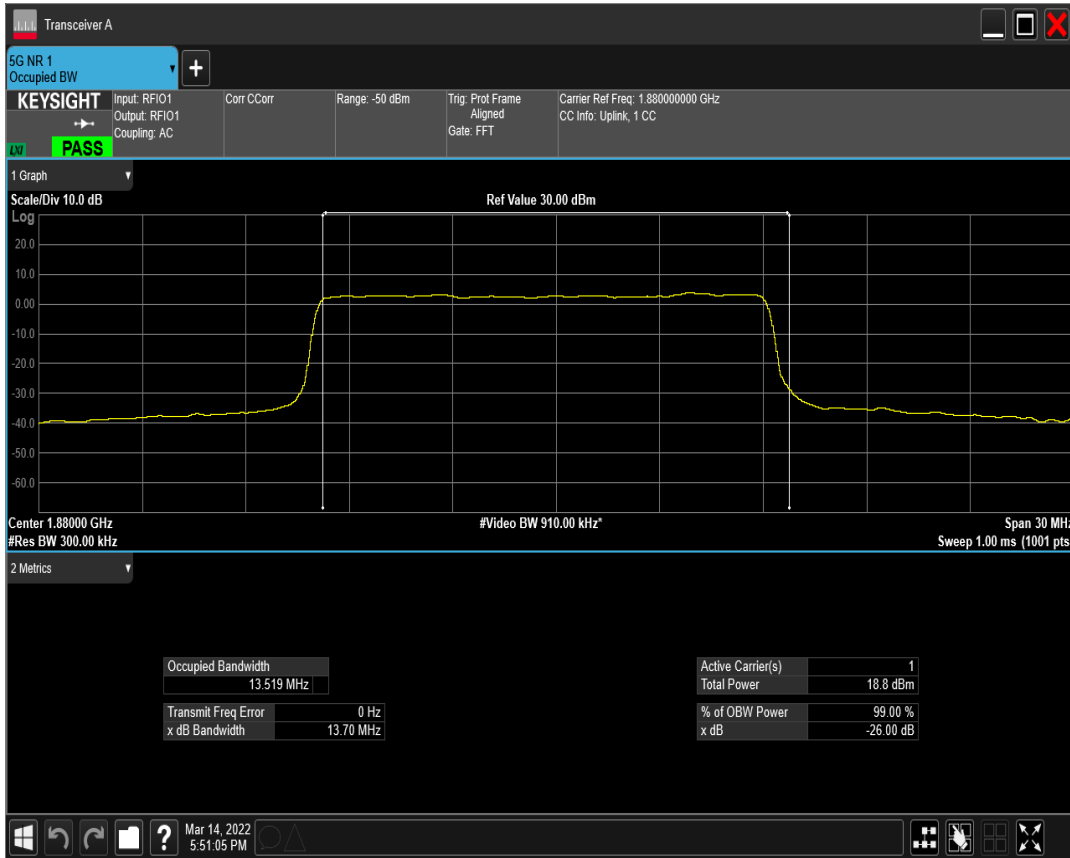 Transceiver A
5G NR 1
Occupied BW
+
KEYSIGHT
LXI
PASS
Input: RFIO1
Output: RFIO1
Coupling: AC
Corr CCorr
Range: -50 dBm
Trig: Prot Frame
Aligned
Gate: FFT
Carrier Ref Freq: 1.880000000 GHz
CC Info: Uplink, 1 CC
1 Graph
Scale/Div 10.0 dB
Ref Value 30.00 dBm
Log
20.0
10.0
0.00
-10.0
-20.0
-30.0
-40.0
-50.0
-60.0
Center 1.88000 GHz
#Video BW 910.00 kHz*
Span 30 MHz
#Res BW 300.00 kHz
Sweep 1.00 ms (1001 pts
2 Metrics
Occupied Bandwidth
13.519 MHz
Transmit Freq Error 0 Hz
x dB Bandwidth 13.70 MHz
Active Carrier(s) 1
Total Power 18.8 dBm
% of OBW Power 99.00 %
x dB -26.00 dB
?
Mar 14, 2022
5:51:05 PM